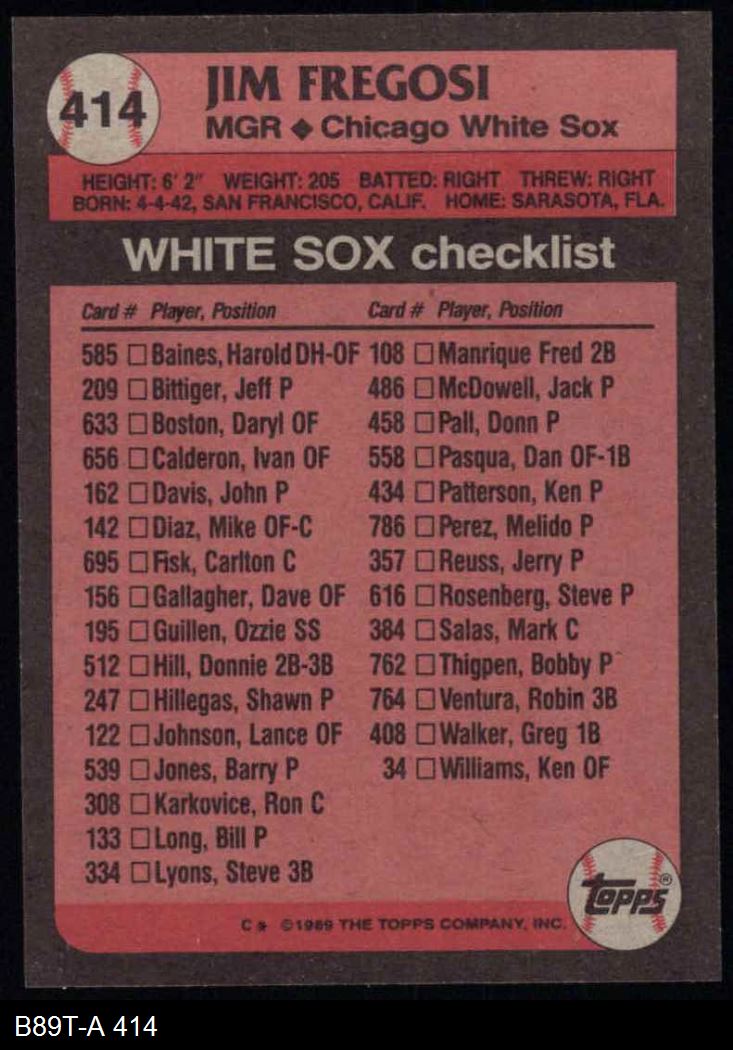 414
JIM FREGOSI
MGR ◆ Chicago White Sox
HEIGHT: 6' 2" WEIGHT: 205 BATTED: RIGHT THREW: RIGHT
BORN: 4-4-42, SAN FRANCISCO, CALIF. HOME: SARASOTA, FLA.
WHITE SOX checklist
Card # Player, Position
585 □ Baines, Harold DH-OF
209 □ Bittiger, Jeff P
633 □ Boston, Daryl OF
656 □ Calderon, Ivan OF
162 □ Davis, John P
142 □ Diaz, Mike OF-C
695 □ Fisk, Carlton C
156 □ Gallagher, Dave OF
195 □ Guillen, Ozzie SS
512 □ Hill, Donnie 2B-3B
247 □ Hillegas, Shawn P
122 □ Johnson, Lance OF
539 □ Jones, Barry P
308 □ Karkovice, Ron C
133 □ Long, Bill P
334 □ Lyons, Steve 3B
Card # Player, Position
108 □ Manrique Fred 2B
486 □ McDowell, Jack P
458 □ Pall, Donn P
558 □ Pasqua, Dan OF-1B
434 □ Patterson, Ken P
786 □ Perez, Melido P
357 □ Reuss, Jerry P
616 □ Rosenberg, Steve P
384 □ Salas, Mark C
762 □ Thigpen, Bobby P
764 □ Ventura, Robin 3B
408 □ Walker, Greg 1B
34 □ Williams, Ken OF
topps®
C * ©1989 THE TOPPS COMPANY, INC.
B89T-A 414